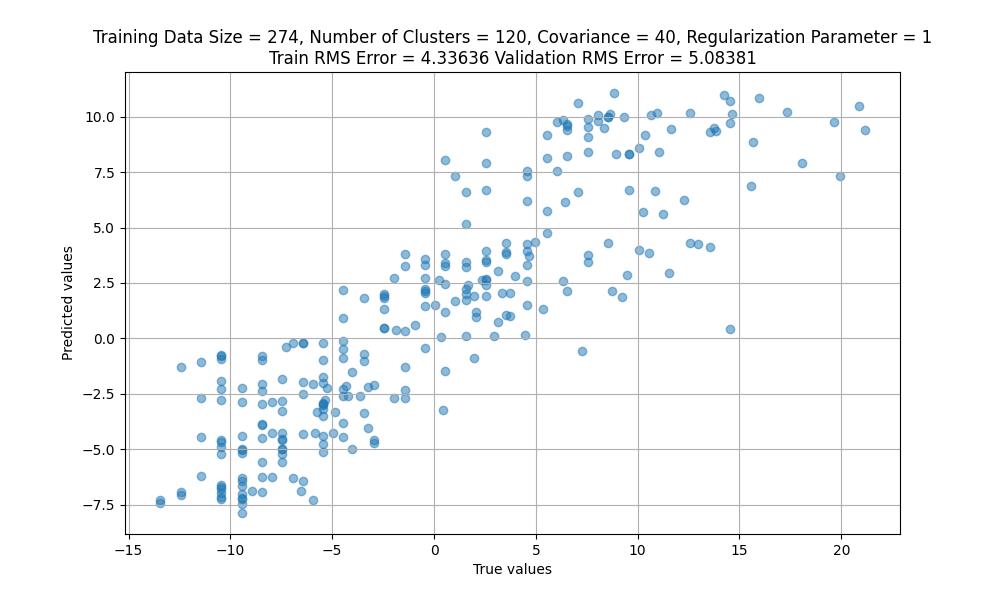 Training Data Size = 274, Number of Clusters = 120, Covariance = 40, Regularization Parameter = 1
Train RMS Error = 4.33636 Validation RMS Error = 5.08381
Predicted values
10.0
7.5
5.0
2.5
0.0
−2.5
−5.0
−7.5
−15 −10 −5 0 5 10 15 20
True values